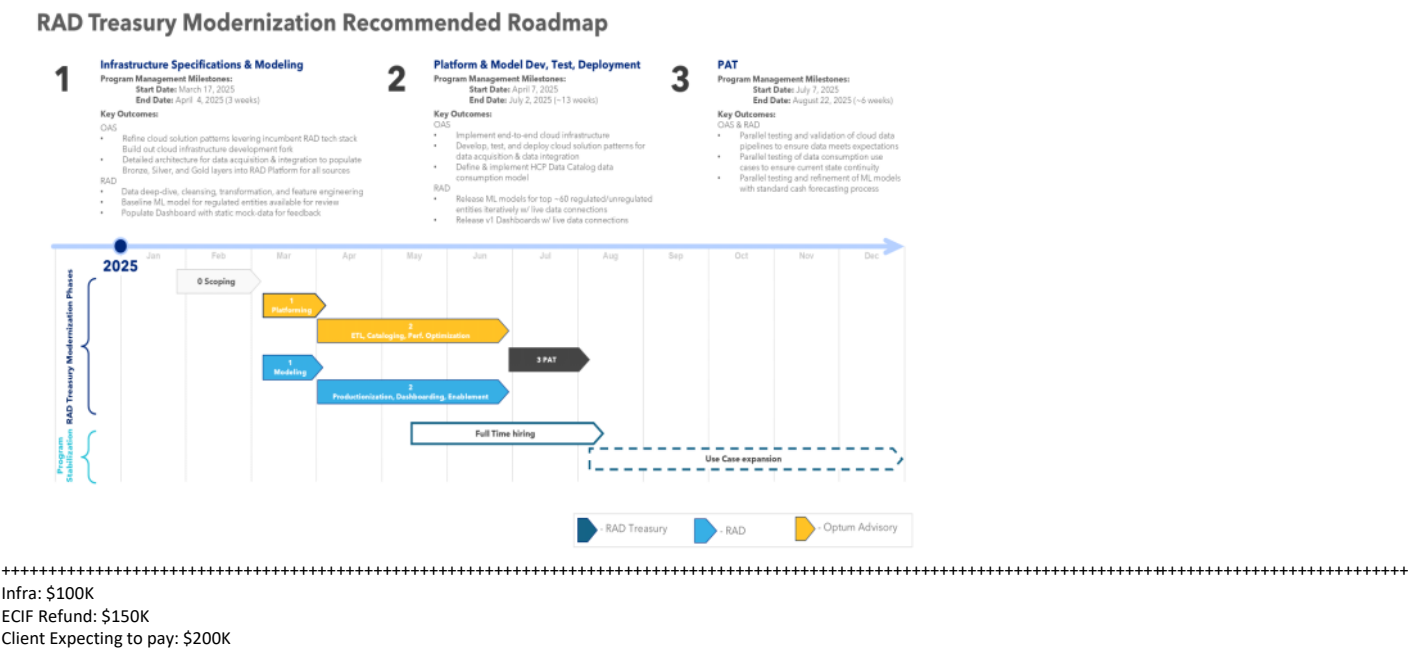 RAD Treasury Modernization Recommended Roadmap
1
Infrastructure Specifications & Modeling
Program Management Milestones:
Start Date: March 17, 2025
End Date: April 4, 2025 (3 weeks)
Key Outcomes:
OAS
• Refine cloud solution patterns levering incumbent RAD tech stack
Build out cloud infrastructure development fork
• Detailed architecture for data acquisition & integration to populate
Bronze, Silver, and Gold layers into RAD Platform for all sources
RAD
• Data deep-dive, cleansing, transformation, and feature engineering
• Baseline ML model for regulated entities available for review
• Populate Dashboard with static mock-data for feedback
2
Platform & Model Dev, Test, Deployment
Program Management Milestones:
Start Date: April 7, 2025
End Date: July 2, 2025 (~13 weeks)
Key Outcomes:
OAS
• Implement end-to-end cloud infrastructure
• Develop, test, and deploy cloud solution patterns for
data acquisition & data integration
• Define & implement HCP Data Catalog data
consumption model
RAD
• Release ML models for top ~60 regulated/unregulated
entities iteratively w/ live data connections
• Release v1 Dashboards w/ live data connections
3
PAT
Program Management Milestones:
Start Date: July 7, 2025
End Date: August 22, 2025 (~6 weeks)
Key Outcomes:
OAS & RAD
• Parallel testing and validation of cloud data
pipelines to ensure data meets expectations
• Parallel testing of data consumption use
cases to ensure current state continuity
• Parallel testing and refinement of ML models
with standard cash forecasting process
2025
Jan Feb Mar Apr May Jun Jul Aug Sep Oct Nov Dec
RAD Treasury Modernization Phases
0 Scoping
1
Platforming
2
ETL, Cataloging, Perf. Optimization
3 PAT
1
Modeling
2
Productionization, Dashboarding, Enablement
Program
Stabilization
Full Time hiring
Use Case expansion
- RAD Treasury
- RAD
- Optum Advisory
++++++++++++++++++++++++++++++++++++++++++++++++++++++++++++++++++++++++++++++++++++++++++++++++++++++++++++++++++++++++++++++++++++++++++++++++++++++
Infra: $100K
ECIF Refund: $150K
Client Expecting to pay: $200K